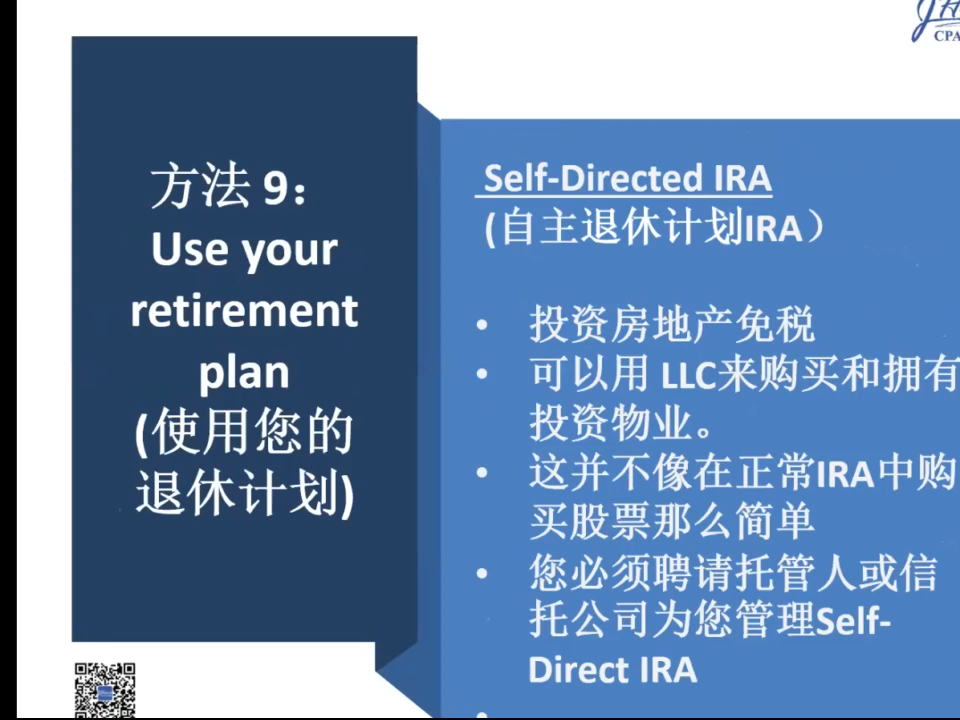 CPA
方法 9：
Use your
retirement
plan
(使用您的
退休计划)
Self-Directed IRA
(自主退休计划IRA）
• 投资房地产免税
• 可以用 LLC来购买和拥有
投资物业。
• 这并不像在正常IRA中购
买股票那么简单
• 您必须聘请托管人或信
托公司为您管理Self-
Direct IRA